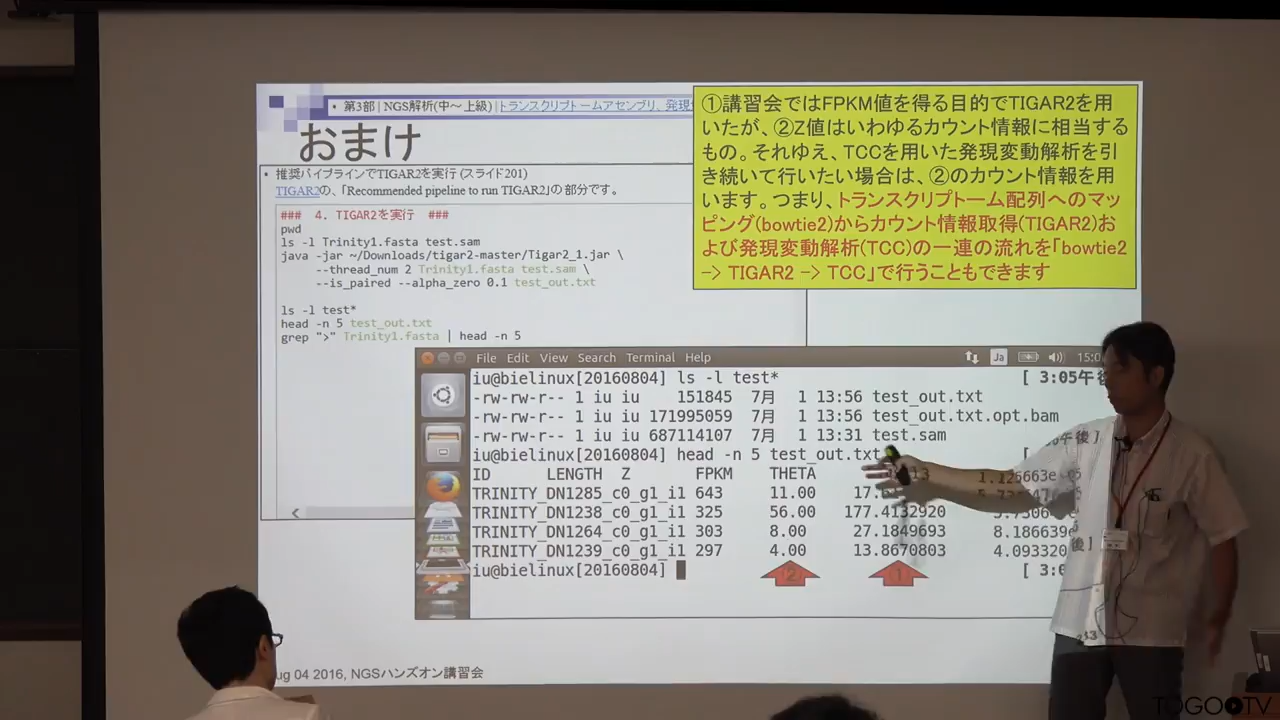 ・第3部 | NGS解析(中～上級) | トランスクリプトームアセンブリ、発現
おまけ
①講習会ではFPKM値を得る目的でTIGAR2を用
いたが、②Z値はいわゆるカウント情報に相当する
もの。それゆえ、TCCを用いた発現変動解析を引
き続いて行いたい場合は、②のカウント情報を用
います。つまり、トランスクリプトーム配列へのマッ
ピング(bowtie2)からカウント情報取得(TIGAR2)お
よび発現変動解析(TCC)の一連の流れを「bowtie2
-> TIGAR2 -> TCC」で行うこともできます
・推奨パイプラインでTIGAR2を実行 (スライド201)
TIGAR2の、「Recommended pipeline to run TIGAR2」の部分です。
### 4. TIGAR2を実行 ###
pwd
ls -l Trinity1.fasta test.sam
java -jar ~/Downloads/tigar2-master/Tigar2_1.jar \
--thread_num 2 Trinity1.fasta test.sam \
--is_paired --alpha_zero 0.1 test_out.txt
ls -l test*
head -n 5 test_out.txt
grep ">" Trinity1.fasta | head -n 5
File Edit View Search Terminal Help Ja 15:0
iu@bielinux[20160804] ls -l test* [ 3:05午後
-rw-rw-r-- 1 iu iu 151845 7月 1 13:56 test_out.txt
-rw-rw-r-- 1 iu iu 171995059 7月 1 13:56 test_out.txt.opt.bam
-rw-rw-r-- 1 iu iu 687114107 7月 1 13:31 test.sam
iu@bielinux[20160804] head -n 5 test_out.txt
ID LENGTH Z FPKM THETA
TRINITY_DN1285_c0_g1_i1 643 11.00 17.
TRINITY_DN1238_c0_g1_i1 325 56.00 177.4132920
TRINITY_DN1264_c0_g1_i1 303 8.00 27.1849693 8.186639
TRINITY_DN1239_c0_g1_i1 297 4.00 13.8670803 4.093320
iu@bielinux[20160804] [ 3:0
② ①
ug 04 2016, NGSハンズオン講習会
TOGOTV